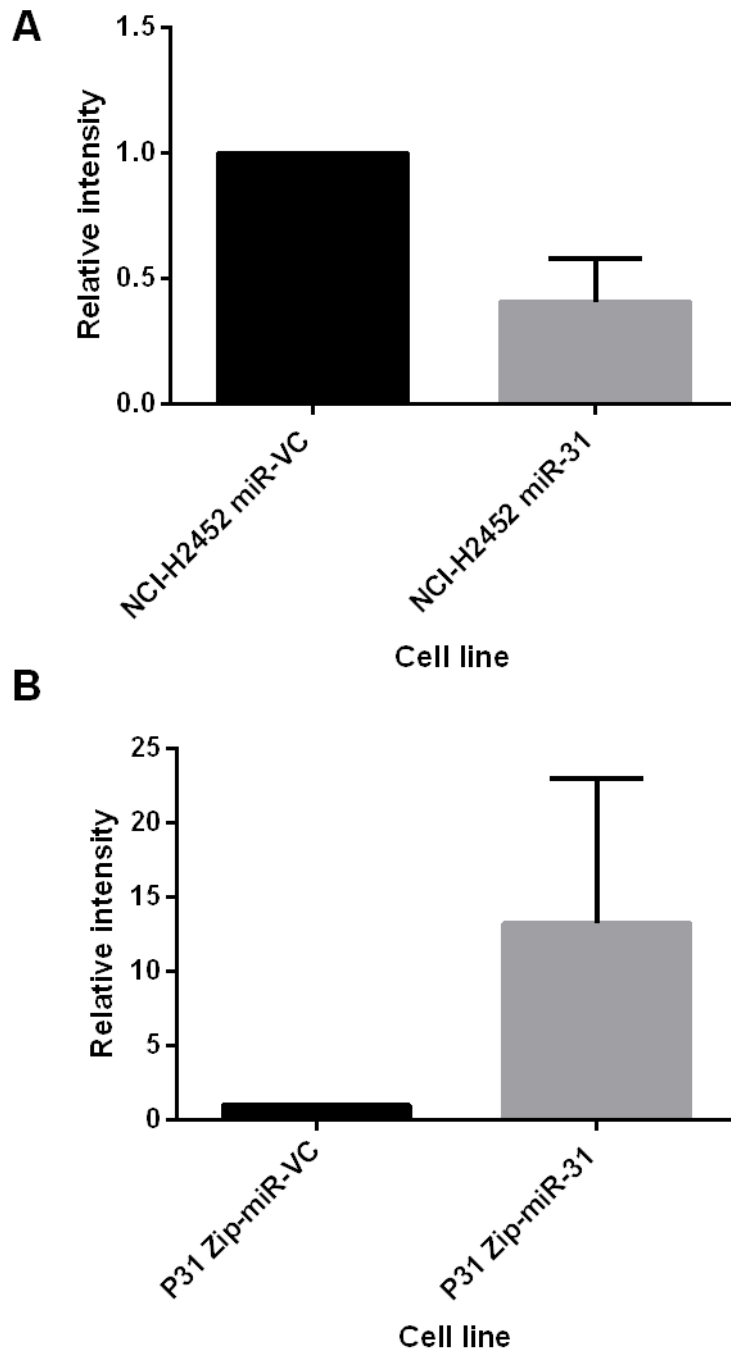 A
Relative intensity
1.5
1.0
0.5
0.0
NCI-H2452 miR-VC
NCI-H2452 miR-31
Cell line
B
Relative intensity
25
20
15
10
5
0
P31 Zip-miR-VC
P31 Zip-miR-31
Cell line